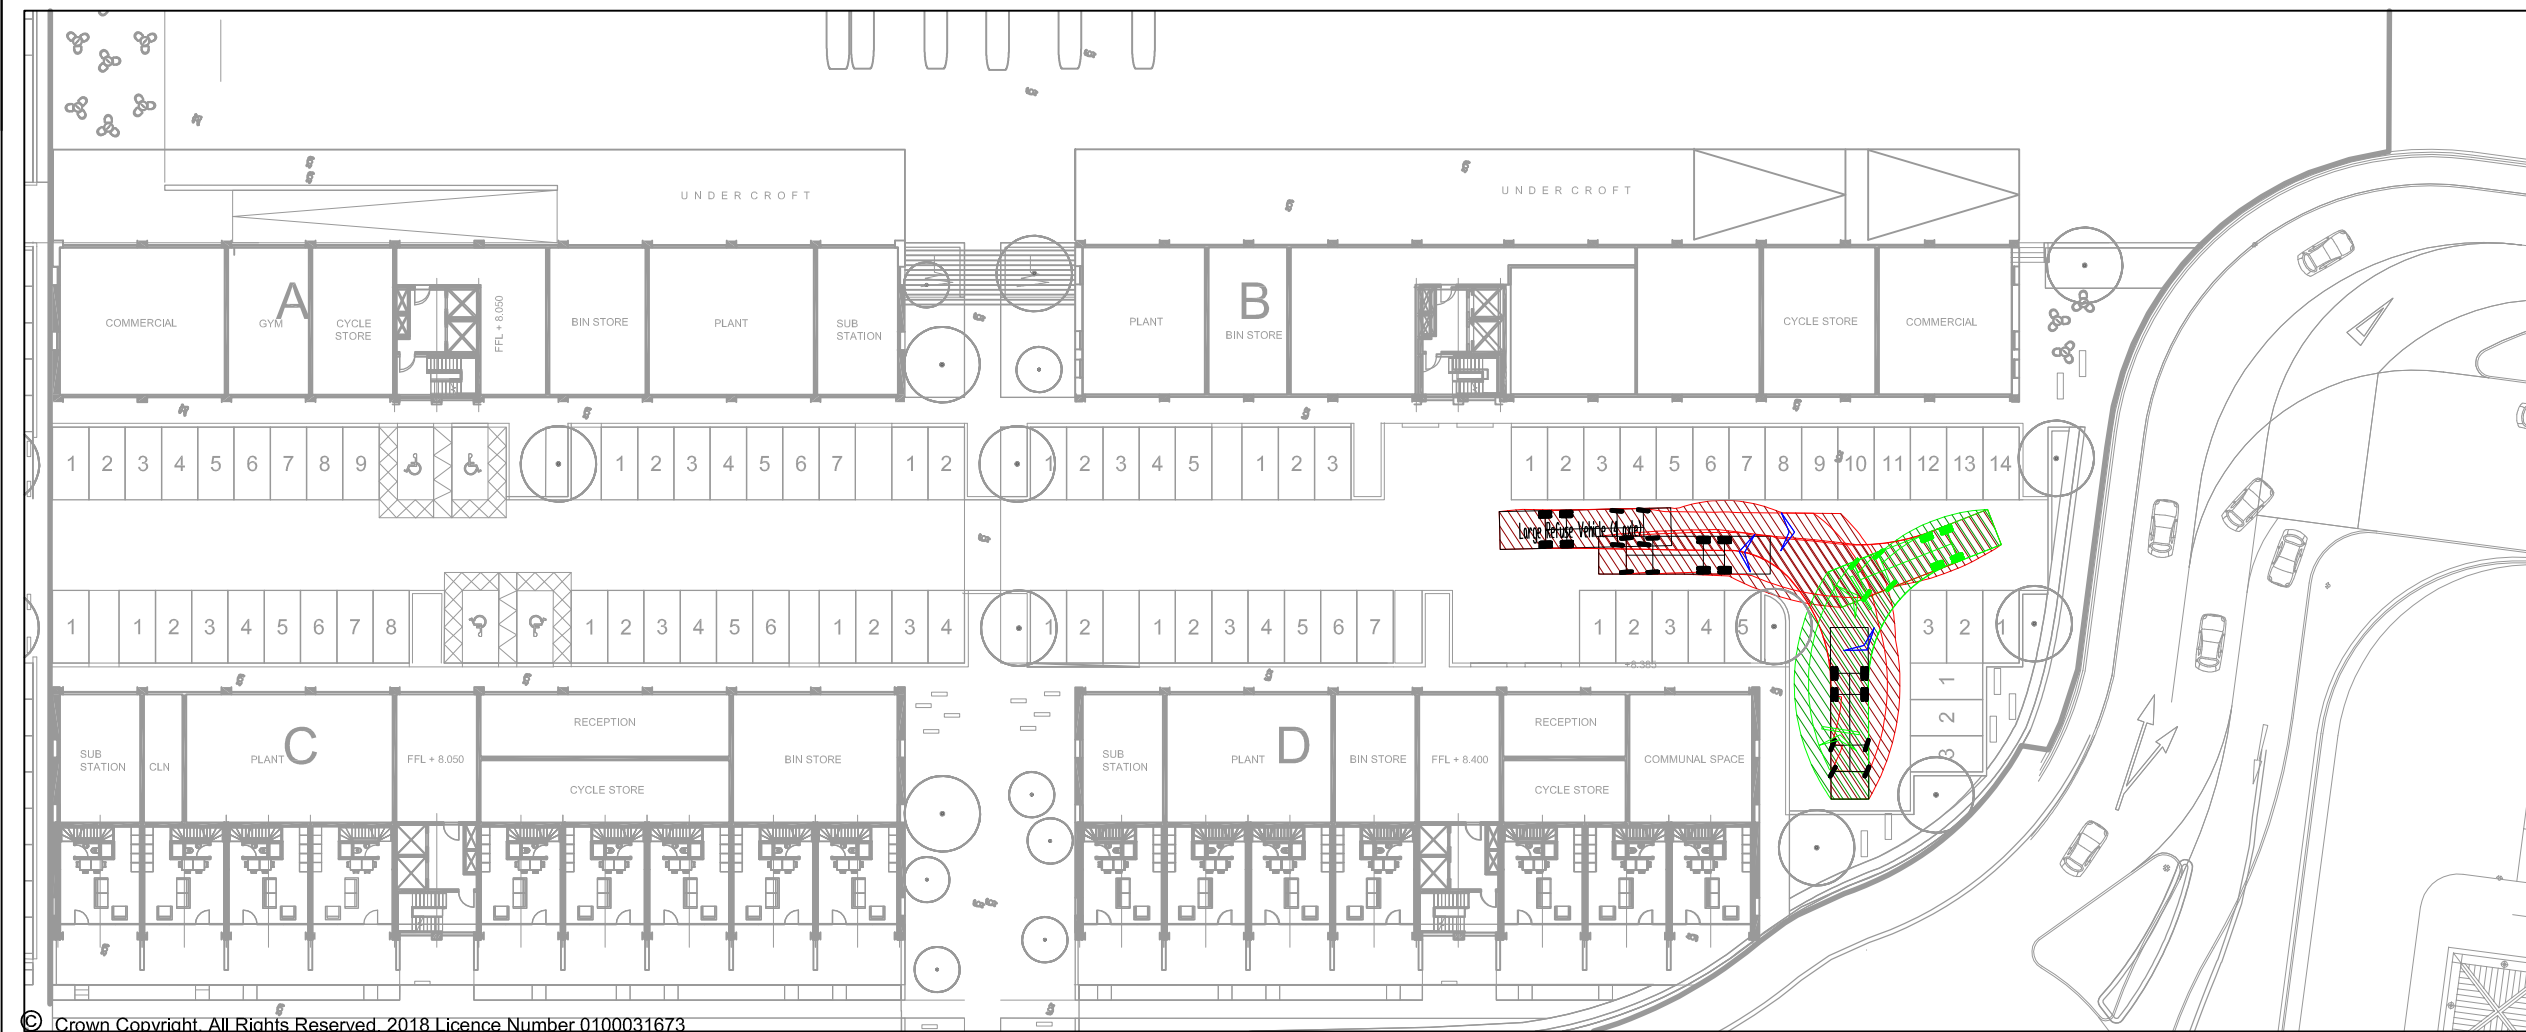 UNDER CROFT
UNDER CROFT
A
COMMERCIAL
GYM
CYCLE
STORE
FFL + 8.050
BIN STORE
PLANT
SUB
STATION
PLANT
B
BIN STORE
CYCLE STORE
COMMERCIAL
1 2 3 4 5 6 7 8 9
1 2 3 4 5 6 7
1 2
1 2 3 4 5
1 2 3
1 2 3 4 5 6 7 8 9 10 11 12 13 14
Large Refuse Vehicle (4 axle)
1
1 2 3 4 5 6 7 8
1 2 3 4 5 6
1 2 3 4
1 2
1 2 3 4 5 6 7
1 2 3 4 5
3 2 1
1
2
3
SUB
STATION
CLN
PLANT
C
FFL + 8.050
RECEPTION
CYCLE STORE
BIN STORE
SUB
STATION
PLANT
D
BIN STORE
FFL + 8.400
RECEPTION
CYCLE STORE
COMMUNAL SPACE
© Crown Copyright. All Rights Reserved. 2018 Licence Number 0100031673